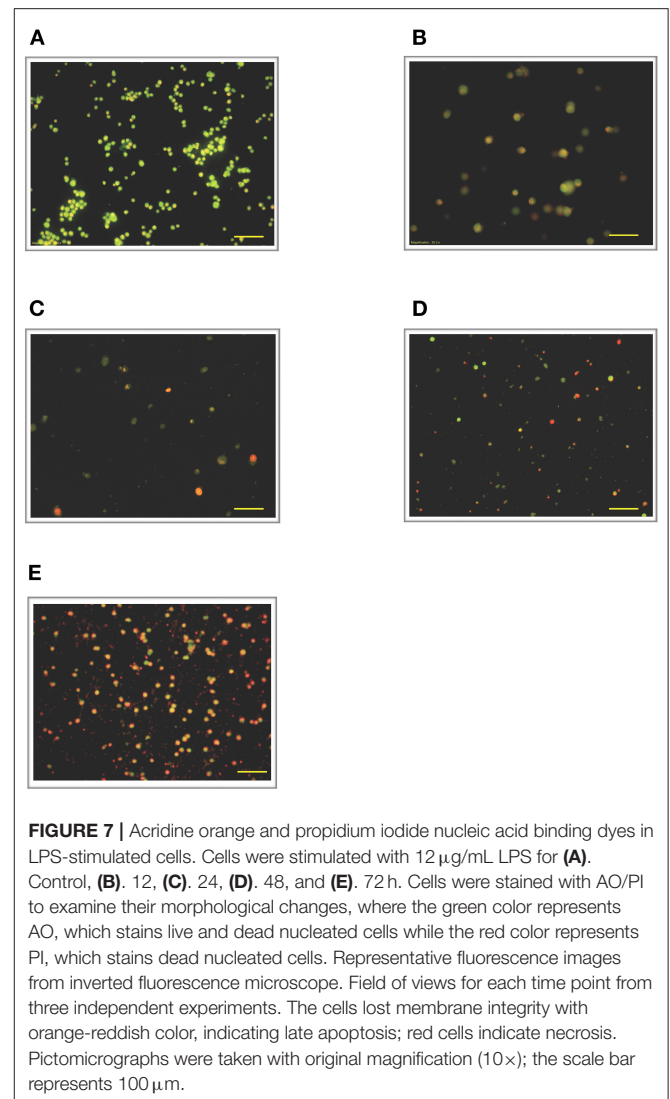 A
B
C
D
E
FIGURE 7 | Acridine orange and propidium iodide nucleic acid binding dyes in
LPS-stimulated cells. Cells were stimulated with 12 μg/mL LPS for (A).
Control, (B). 12, (C). 24, (D). 48, and (E). 72 h. Cells were stained with AO/PI
to examine their morphological changes, where the green color represents
AO, which stains live and dead nucleated cells while the red color represents
PI, which stains dead nucleated cells. Representative fluorescence images
from inverted fluorescence microscope. Field of views for each time point from
three independent experiments. The cells lost membrane integrity with
orange-reddish color, indicating late apoptosis; red cells indicate necrosis.
Pictomicrographs were taken with original magnification (10×); the scale bar
represents 100 μm.